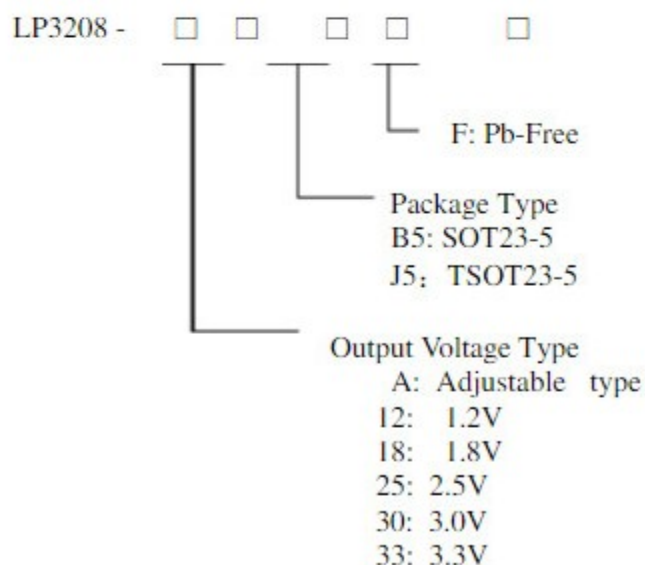 LP3208 - □ □ □ □ □
F: Pb-Free
Package Type
B5: SOT23-5
J5： TSOT23-5
Output Voltage Type
A: Adjustable type
12: 1.2V
18: 1.8V
25: 2.5V
30: 3.0V
33: 3.3V